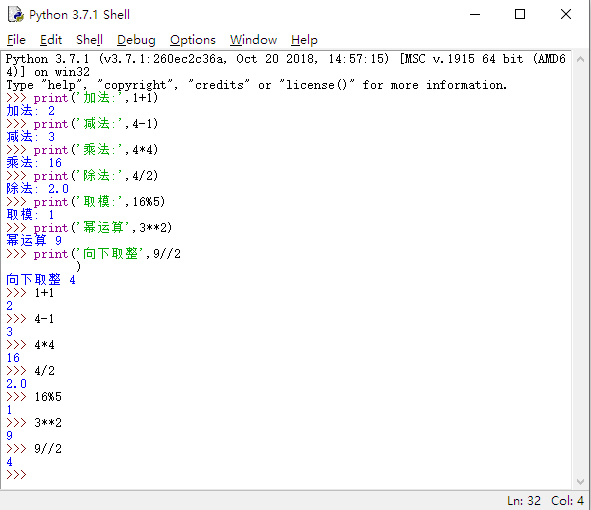 Python 3.7.1 Shell
File Edit Shell Debug Options Window Help
Python 3.7.1 (v3.7.1:260ec2c36a, Oct 20 2018, 14:57:15) [MSC v.1915 64 bit (AMD6
4)] on win32
Type "help", "copyright", "credits" or "license()" for more information.
>>> print('加法:',1+1)
加法: 2
>>> print('减法:',4-1)
减法: 3
>>> print('乘法:',4*4)
乘法: 16
>>> print('除法:',4/2)
除法: 2.0
>>> print('取模:',16%5)
取模: 1
>>> print('幂运算',3**2)
幂运算 9
>>> print('向下取整',9//2
)
向下取整 4
>>> 1+1
2
>>> 4-1
3
>>> 4*4
16
>>> 4/2
2.0
>>> 16%5
1
>>> 3**2
9
>>> 9//2
4
>>>
Ln: 32 Col: 4